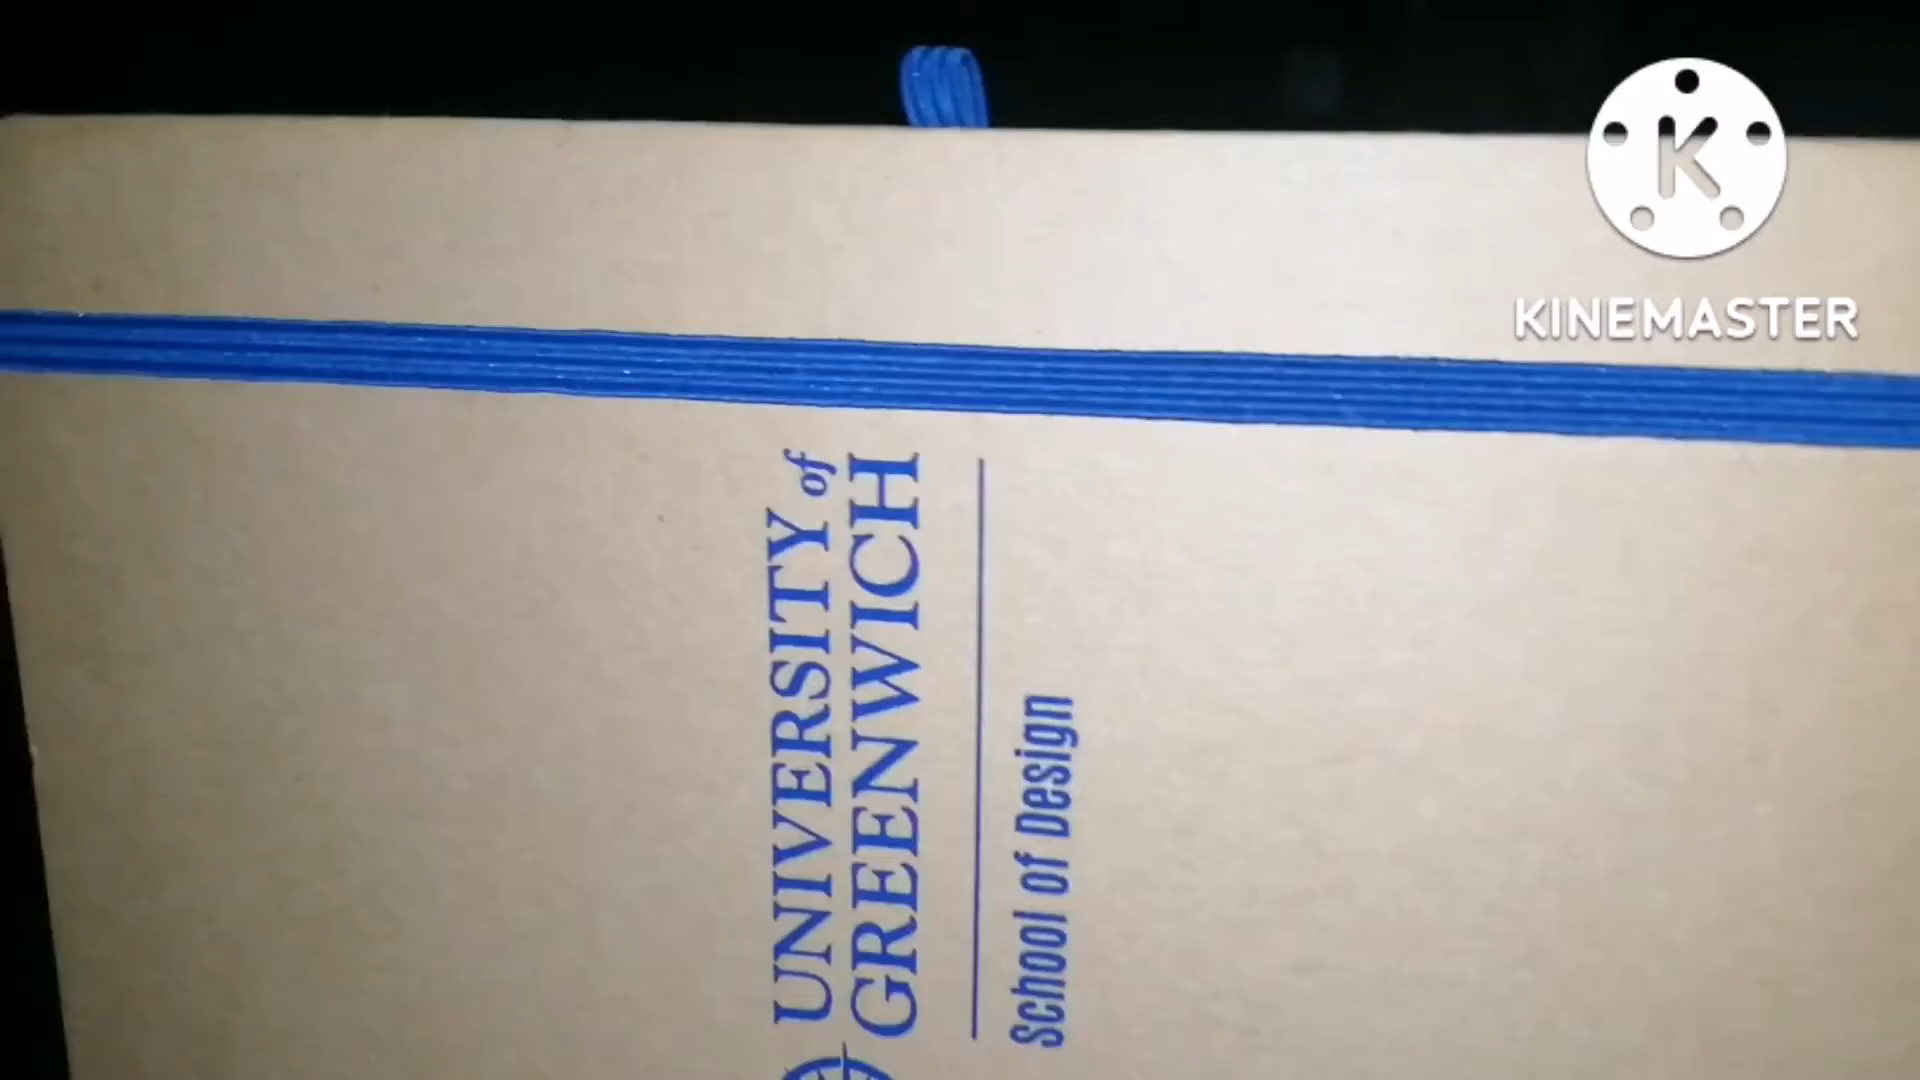 UNIVERSITY of
GREENWICH
School of Design
K
KINEMASTER